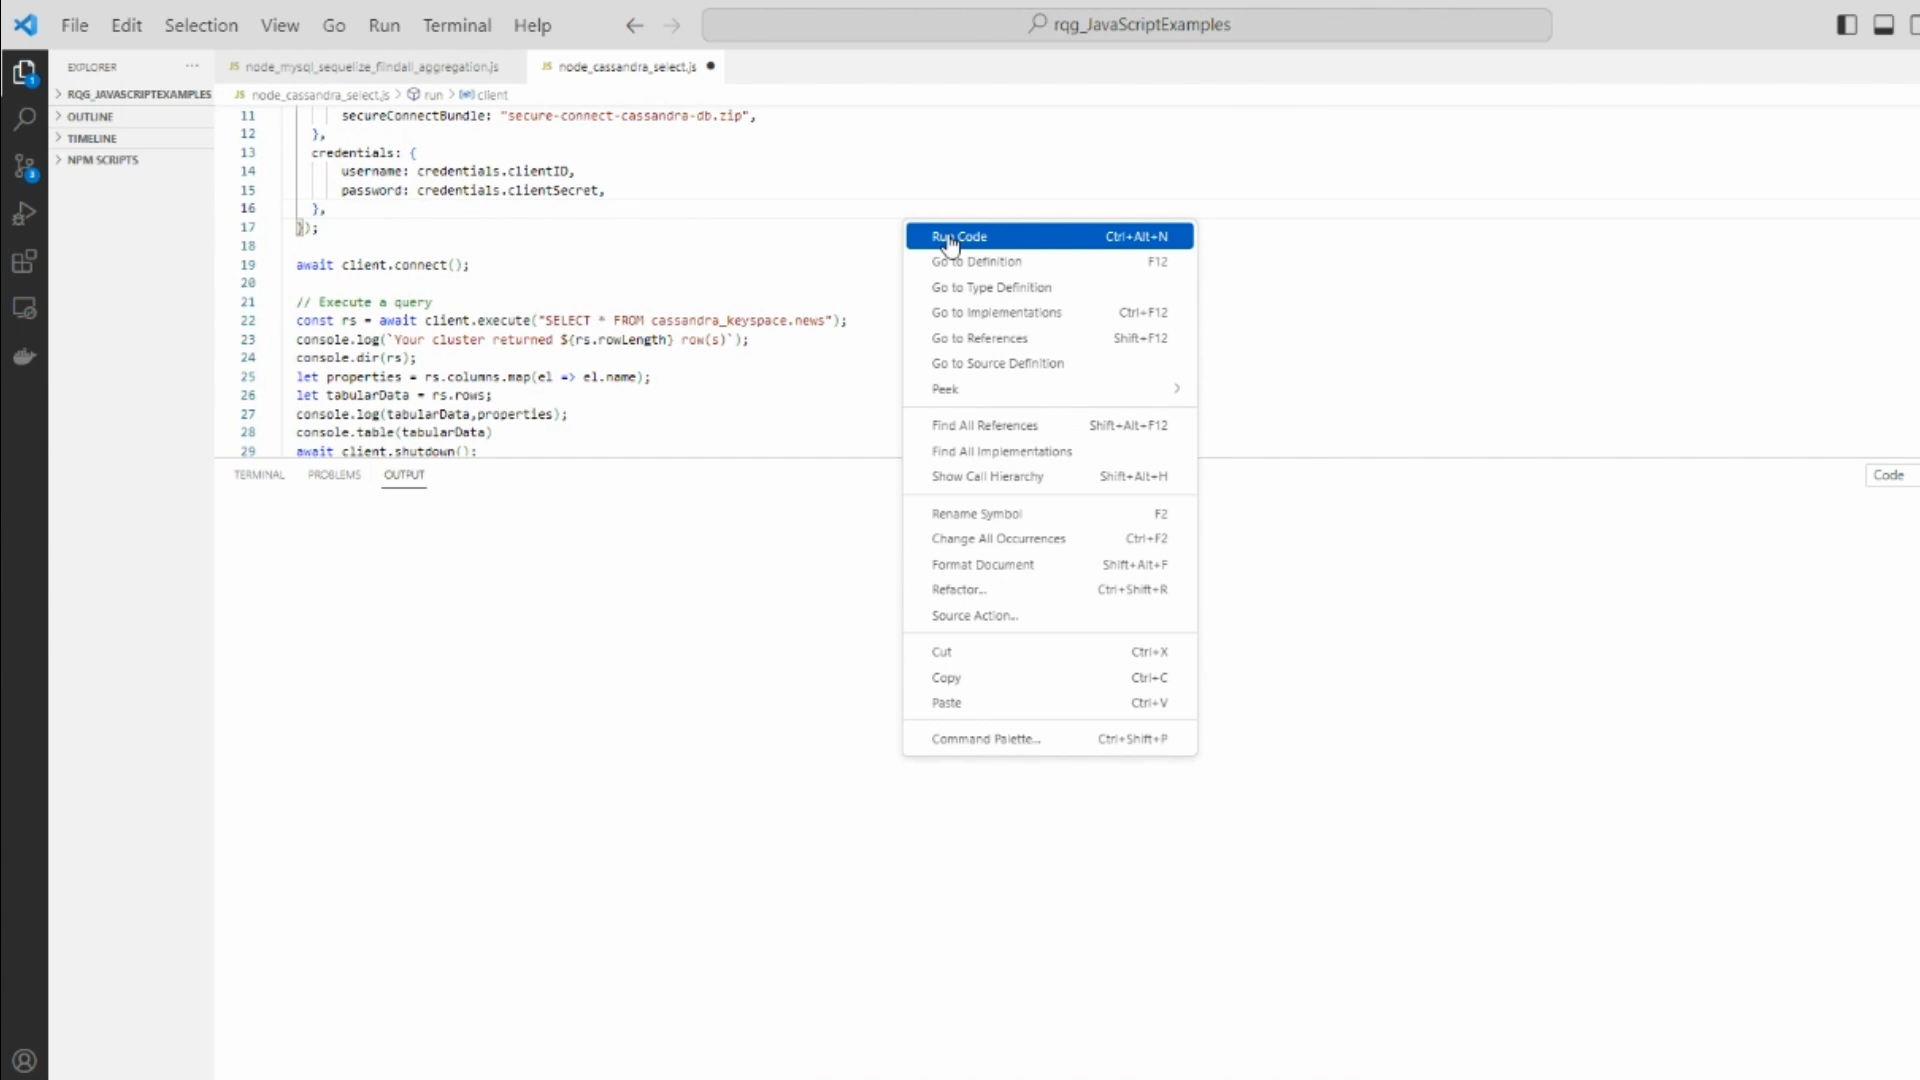 File Edit Selection View Go Run Terminal Help
rqg_JavaScriptExamples
EXPLORER ···
RQG_JAVASCRIPTEXAMPLES
OUTLINE
TIMELINE
NPM SCRIPTS
1
3
JS node_mysql_sequelize_fiindall_aggregation.js
JS node_cassandra_select.js ●
JS node_cassandra_select.js > run > client
11 secureConnectBundle: "secure-connect-cassandra-db.zip",
12 },
13 credentials: {
14 username: credentials.clientID,
15 password: credentials.clientSecret,
16 },
17 });
18
19 await client.connect();
20
21 // Execute a query
22 const rs = await client.execute("SELECT * FROM cassandra_keyspace.news");
23 console.log(`Your cluster returned ${rs.rowLength} row(s)`);
24 console.dir(rs);
25 let properties = rs.columns.map(el => el.name);
26 let tabularData = rs.rows;
27 console.log(tabularData,properties);
28 console.table(tabularData)
29 await client.shutdown();
TERMINAL PROBLEMS OUTPUT
Code
Run Code Ctrl+Alt+N
Go to Definition F12
Go to Type Definition
Go to Implementations Ctrl+F12
Go to References Shift+F12
Go to Source Definition
Peek >
Find All References Shift+Alt+F12
Find All Implementations
Show Call Hierarchy Shift+Alt+H
Rename Symbol F2
Change All Occurrences Ctrl+F2
Format Document Shift+Alt+F
Refactor... Ctrl+Shift+R
Source Action...
Cut Ctrl+X
Copy Ctrl+C
Paste Ctrl+V
Command Palette... Ctrl+Shift+P